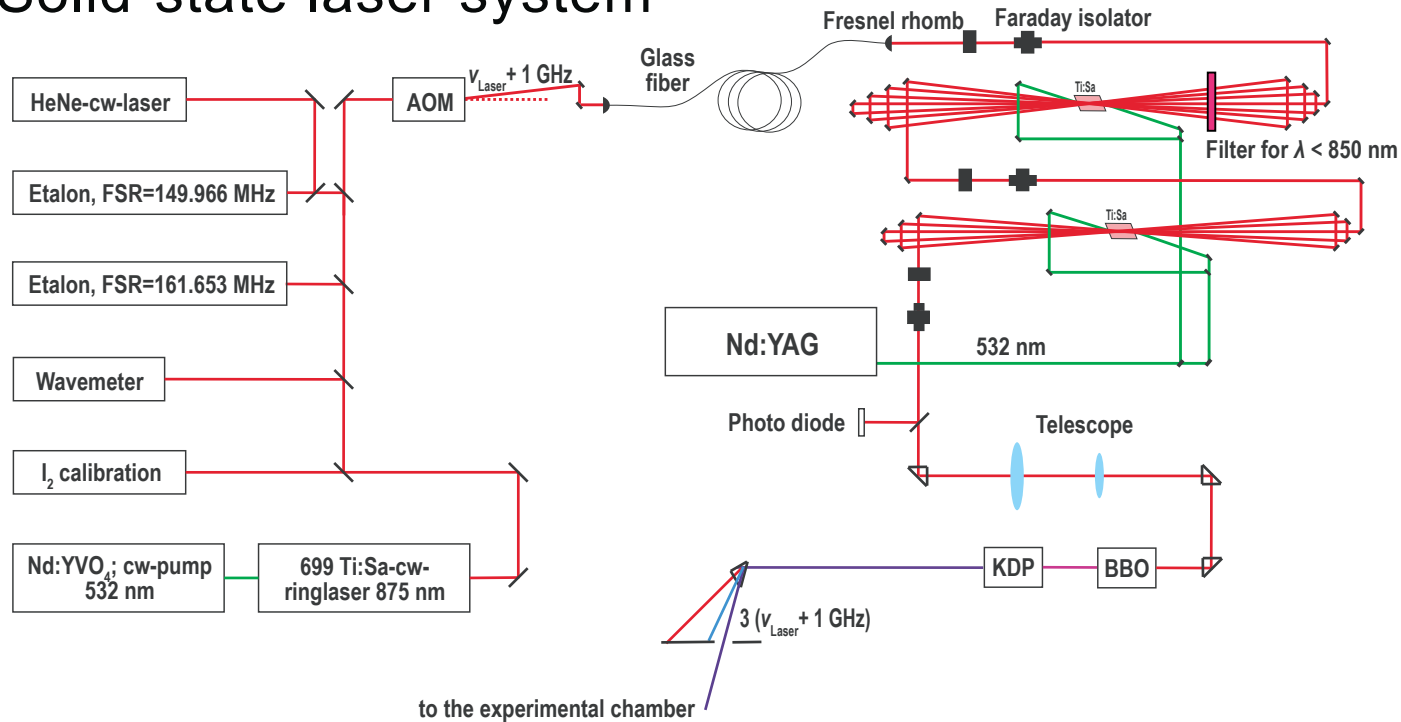 Solid state laser system
Fresnel rhomb
Faraday isolator
Glass
fiber
νLaser + 1 GHz
HeNe-cw-laser
AOM
Ti:Sa
Filter for λ < 850 nm
Etalon, FSR=149.966 MHz
Ti:Sa
Etalon, FSR=161.653 MHz
Nd:YAG
532 nm
Wavemeter
Photo diode
Telescope
I2 calibration
Nd:YVO4; cw-pump
532 nm
699 Ti:Sa-cw-
ringlaser 875 nm
KDP
BBO
3 (νLaser + 1 GHz)
to the experimental chamber